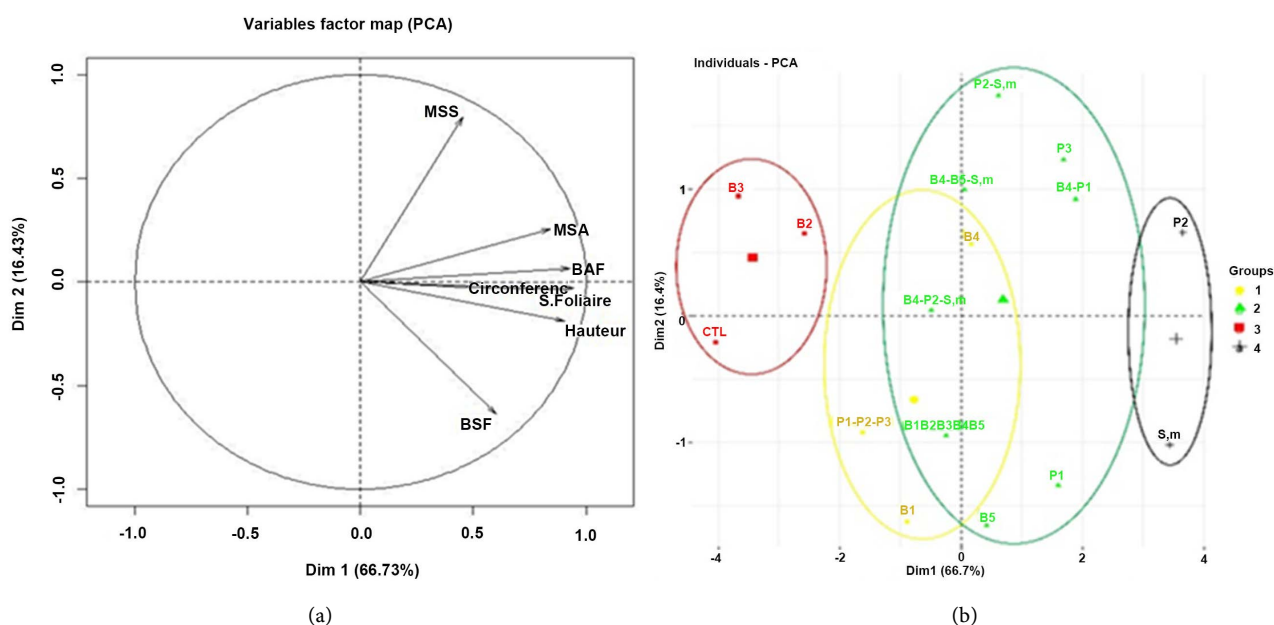 Variables factor map (PCA)
1.0
0.5
0.0
-0.5
-1.0
Dim 2 (16.43%)
MSS
MSA
BAF
Circonferenc
S.Foliaire
Hauteur
BSF
-1.0
-0.5
0.0
0.5
1.0
Dim 1 (66.73%)
(a)
Individuals - PCA
Dim2 (16.4%)
1
0
-1
P2-S,m
P3
B4-B5-S,m
B4-P1
B3
B2
P2
B4
B4-P2-S,m
CTL
P1-P2-P3
B1B2B3B4B5
S,m
P1
B1
B5
-4
-2
0
2
4
Dim1 (66.7%)
Groups
1
2
3
4
(b)